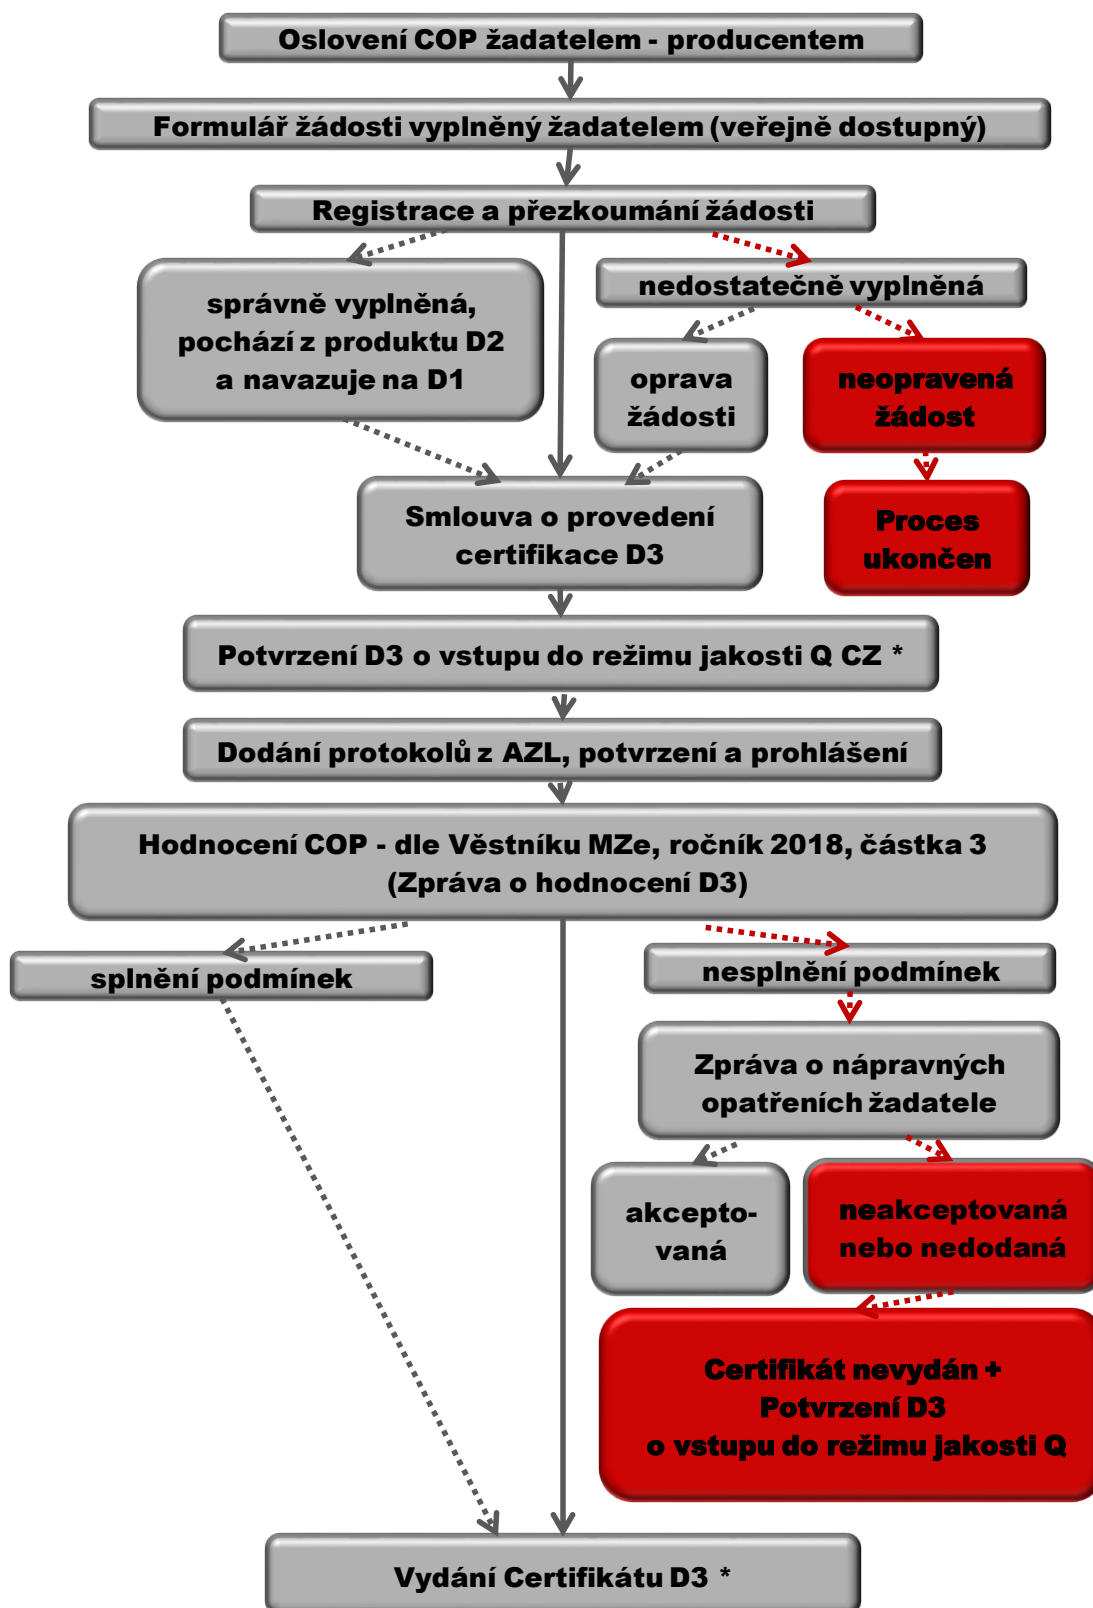 Oslovení COP žadatelem - producentem
Formulář žádosti vyplněný žadatelem (veřejně dostupný)
Registrace a přezkoumání žádosti
správně vyplněná,
pochází z produktu D2
a navazuje na D1
nedostatečně vyplněná
oprava
žádosti
neopravená
žádost
Smlouva o provedení
certifikace D3
Proces
ukončen
Potvrzení D3 o vstupu do režimu jakosti Q CZ *
Dodání protokolů z AZL, potvrzení a prohlášení
Hodnocení COP - dle Věstníku MZe, ročník 2018, částka 3
(Zpráva o hodnocení D3)
splnění podmínek
nesplnění podmínek
Zpráva o nápravných
opatřeních žadatele
akcepto-
vaná
neakceptovaná
nebo nedodaná
Certifikát nevydán +
Potvrzení D3
o vstupu do režimu jakosti Q
Vydání Certifikátu D3 *